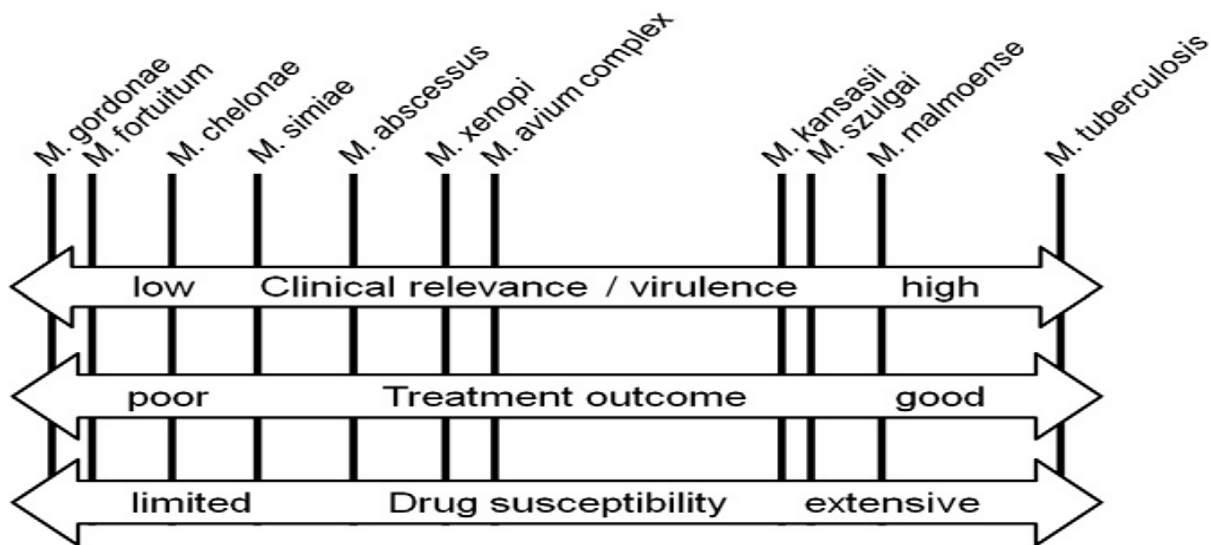 M. gordonae
M. fortuitum
M. chelonae
M. simiae
M. abscessus
M. xenopi
M. avium complex
M. kansasii
M. szulgai
M. malmoense
M. tuberculosis
low Clinical relevance / virulence high
poor Treatment outcome good
limited Drug susceptibility extensive